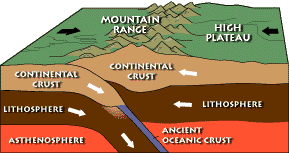 MOUNTAIN
RANGE
HIGH
PLATEAU
CONTINENTAL
CRUST
CONTINENTAL
CRUST
LITHOSPHERE
LITHOSPHERE
ASTHENOSPHERE
ANCIENT
OCEANIC CRUST